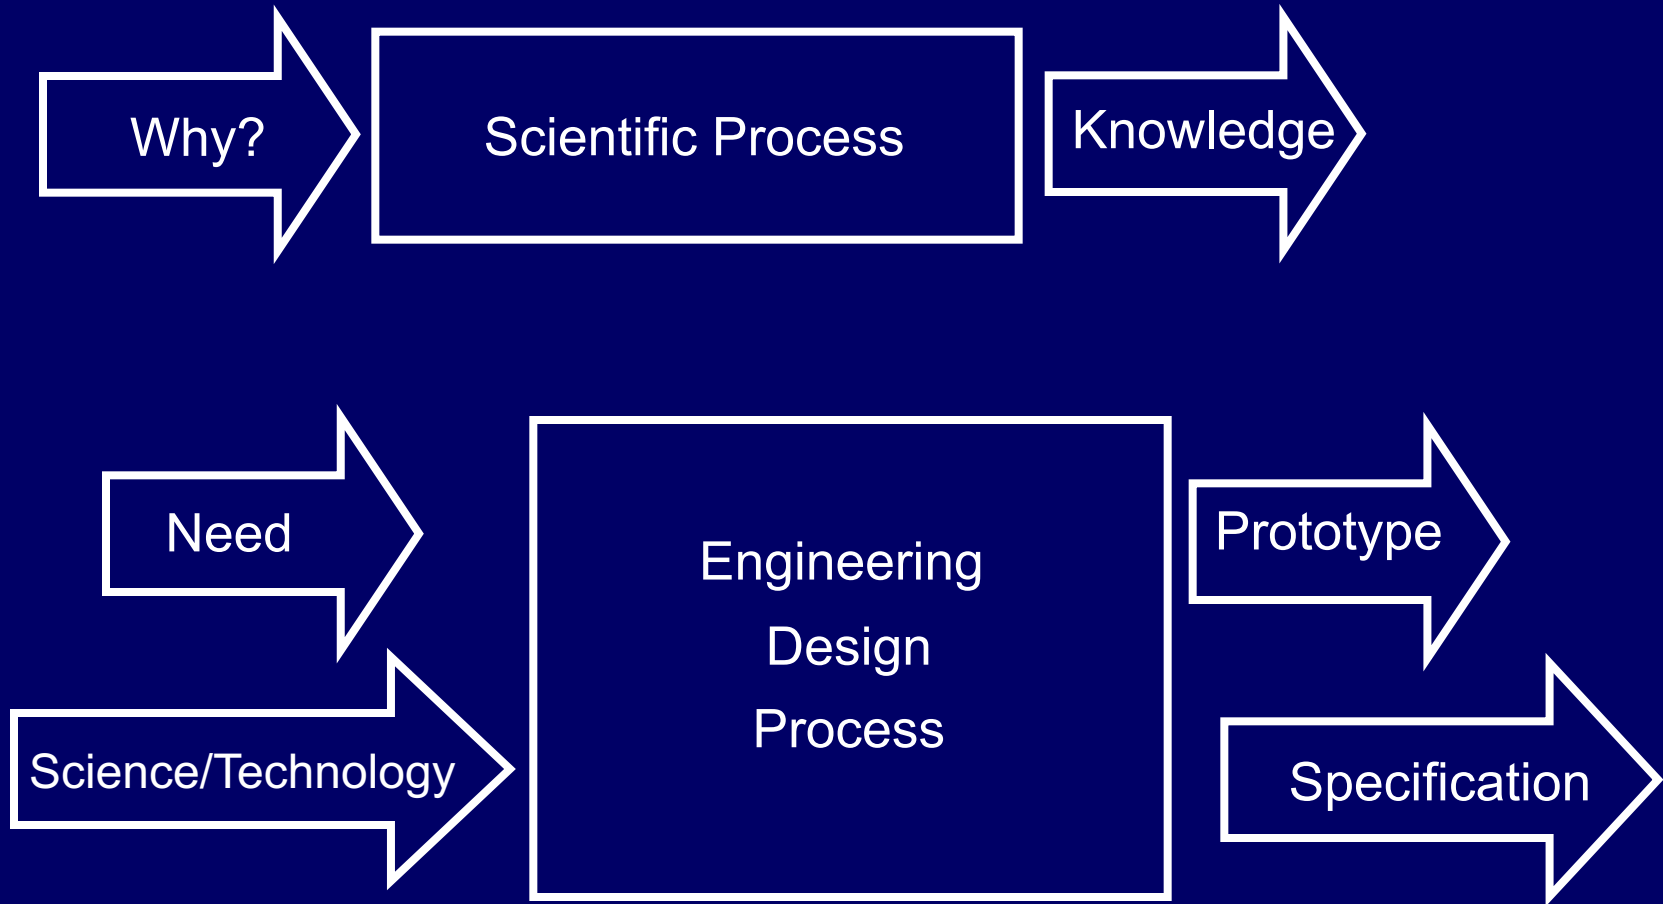 Why?
Scientific Process
Knowledge
Need
Science/Technology
Engineering
Design
Process
Prototype
Specification